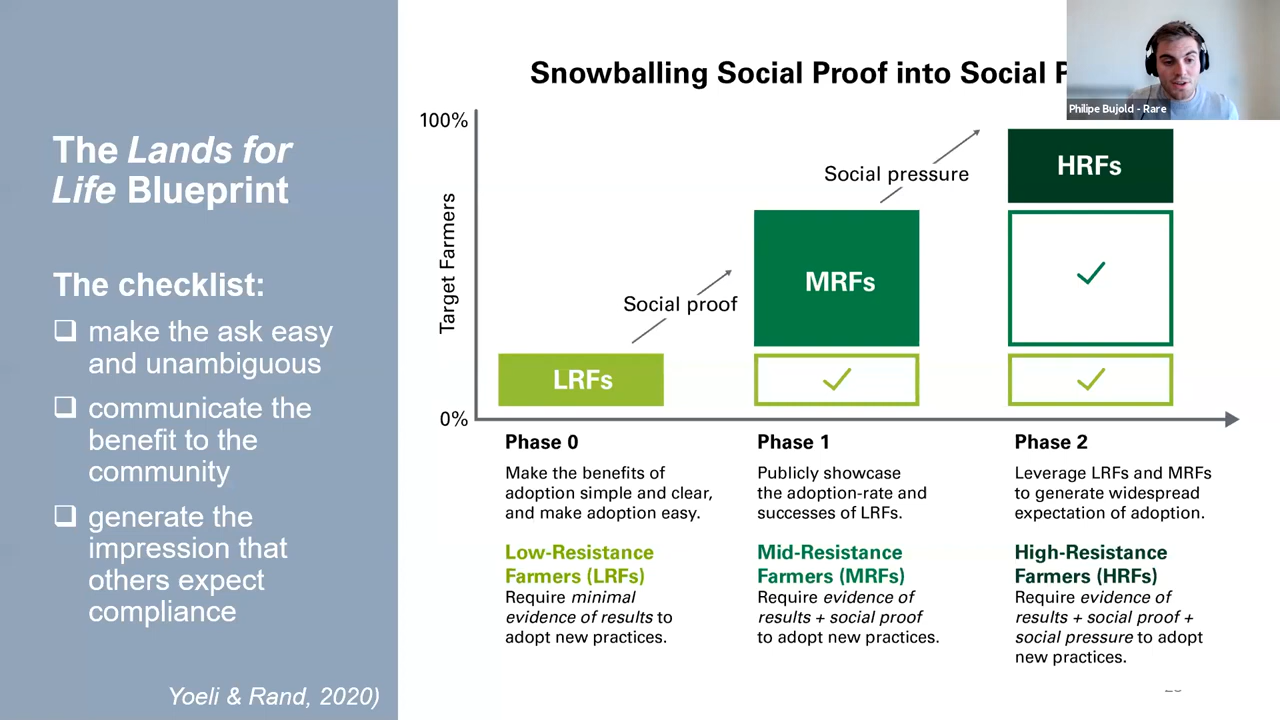 The Lands for
Life Blueprint
The checklist:
❑ make the ask easy
and unambiguous
❑ communicate the
benefit to the
community
❑ generate the
impression that
others expect
compliance
Yoeli & Rand, 2020)
Snowballing Social Proof into Social
Philipe Bujold - Rare
100%
Target Farmers
0%
Social proof
Social pressure
LRFs
MRFs
HRFs
Phase 0
Make the benefits of
adoption simple and clear,
and make adoption easy.
Low-Resistance
Farmers (LRFs)
Require minimal
evidence of results to
adopt new practices.
Phase 1
Publicly showcase
the adoption-rate and
successes of LRFs.
Mid-Resistance
Farmers (MRFs)
Require evidence of
results + social proof
to adopt new practices.
Phase 2
Leverage LRFs and MRFs
to generate widespread
expectation of adoption.
High-Resistance
Farmers (HRFs)
Require evidence of
results + social proof +
social pressure to adopt
new practices.